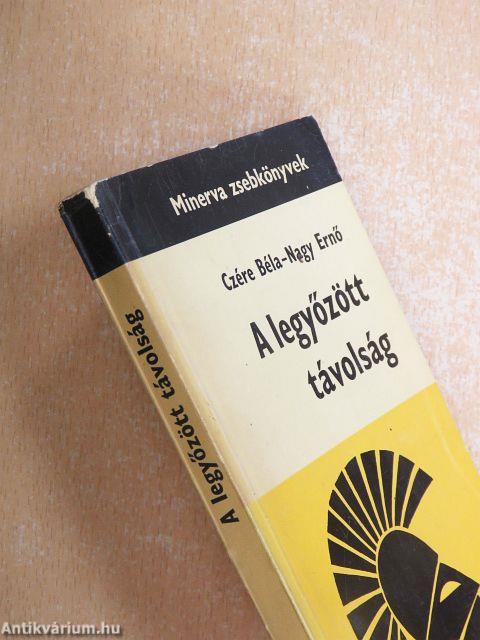 Minerva zsebkönyvek
Czére Béla-Nagy Ernő
A legyőzött
távolság
A legyőzött távolság
Antikvárium.hu